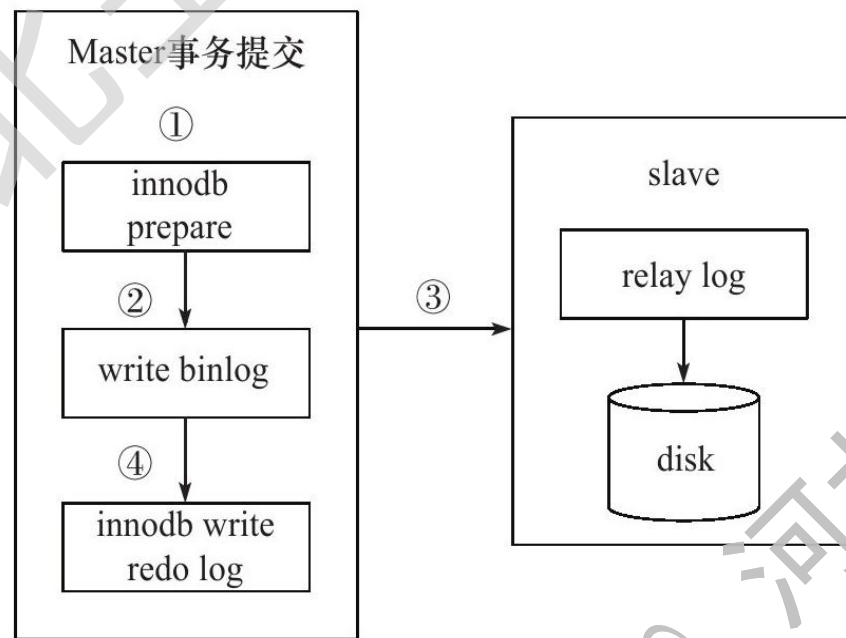 Master事务提交
①
innodb
prepare
②
write binlog
④
innodb write
redo log
③
slave
relay log
disk